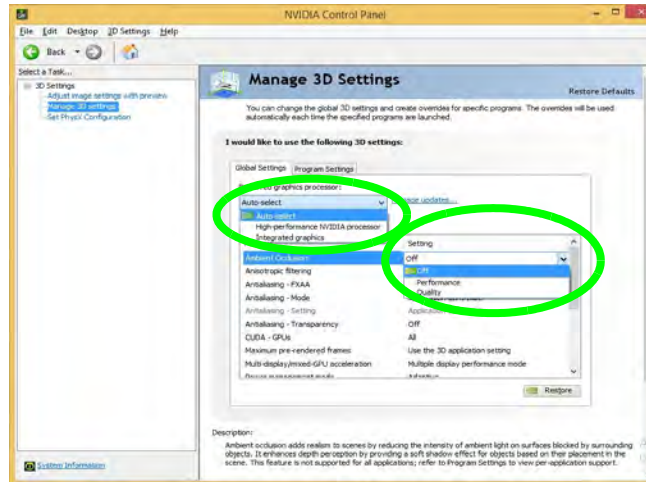 NVIDIA Control Panel
File Edit Desktop 3D Settings Help
Back
Select a Task...
3D Settings
Adjust image settings with preview
Manage 3D settings
Set PhysX Configuration
Manage 3D Settings
Restore Defaults
You can change the global 3D settings and create overrides for specific programs. The overrides will be used
automatically each time the specified programs are launched.
I would like to use the following 3D settings:
Global Settings Program Settings
graphics processor:
Auto-select
updates...
Auto-select
High-performance NVIDIA processor
Integrated graphics
Setting
Ambient Occlusion Off
Off
Anisotropic filtering
Performance
Antialiasing - FXAA
Quality
Antialiasing - Mode
Antialiasing - Setting
Antialiasing - Transparency Off
CUDA - GPUs All
Maximum pre-rendered frames Use the 3D application setting
Multi-display/mixed-GPU acceleration Multiple display performance mode
Power management mode Adaptive
Restore
Description:
Ambient occlusion adds realism to scenes by reducing the intensity of ambient light on surfaces blocked by surrounding
objects. It enhances depth perception by providing a soft shadow effect for objects based on their placement in the
scene. This feature is not supported for all applications; refer to Program Settings to view per-application support.
System Information